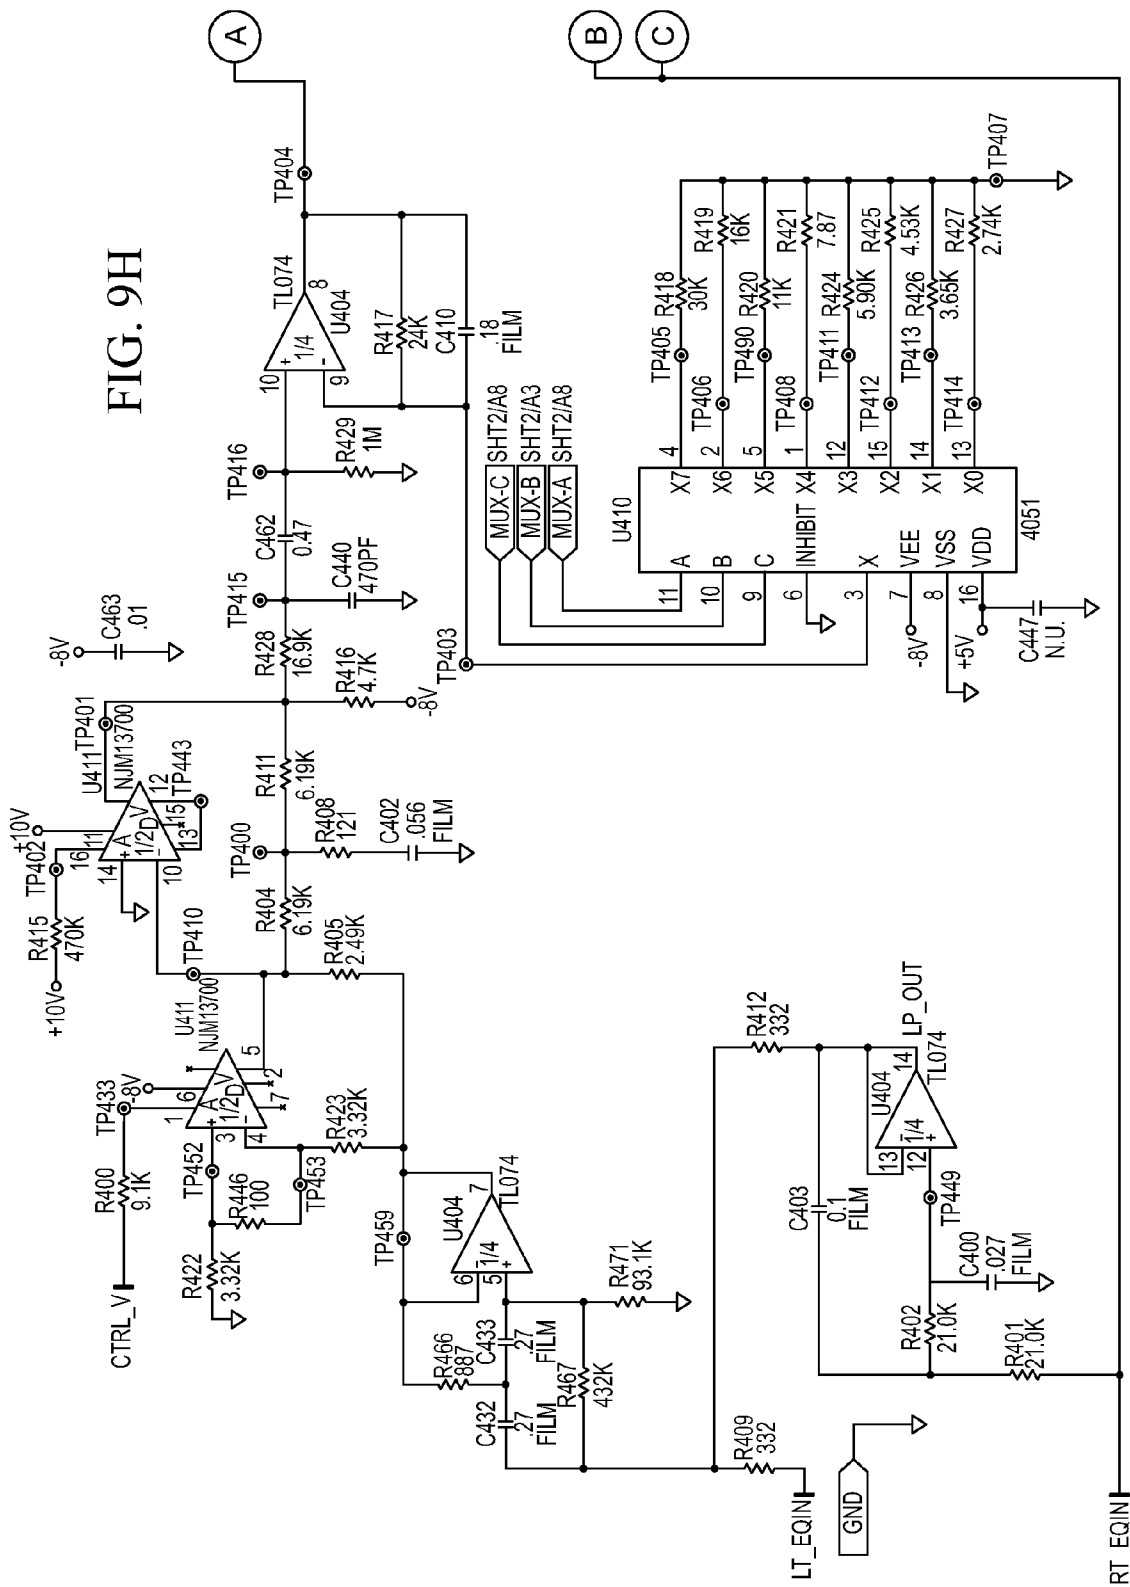 FIG. 9H
A
B
C
TP404
TL074
8
U404
1/4
+
-
10
9
R417
24K
C410
.18
FILM
TP416
R429
1M
C462
0.47
TP415
C440
470PF
R428
16.9K
TP403
C463
.01
-8V
R416
4.7K
-8V
TP401
U411
NJM13700
TP443
12
15
13
+10V
11
16
A
V
D
1/2
+
-
14
10
TP402
R415
470K
+10V
R411
6.19K
TP400
R408
121
C402
.056
FILM
R404
6.19K
TP410
R405
2.49K
U411
NJM13700
5
2
7
-8V
6
1
A
V
D
1/2
+
-
3
4
TP433
R400
9.1K
CTRL_V
TP452
R446
100
TP453
R422
3.32K
R423
3.32K
TP459
U404
7
TL074
1/4
-
+
6
5
R471
93.1K
R466
887
C433
.27
FILM
R467
432K
C432
.27
FILM
R409
332
LT_EQIN
R412
332
GND
LP_OUT
14
TL074
U404
1/4
-
+
13
12
C403
0.1
FILM
TP449
C400
.027
FILM
R402
21.0K
R401
21.0K
RT EQIN
MUX-C
SHT2/A8
MUX-B
SHT2/A3
MUX-A
SHT2/A8
U410
4051
11
A
10
B
9
C
6
INHIBIT
3
X
7
VEE
8
VSS
16
VDD
-8V
+5V
C447
N.U.
X7
4
TP405
R418
30K
X6
2
TP406
R419
16K
X5
5
TP490
R420
11K
X4
1
TP408
R421
7.87
X3
12
TP411
R424
5.90K
X2
15
TP412
R425
4.53K
X1
14
TP413
R426
3.65K
X0
13
TP414
R427
2.74K
TP407